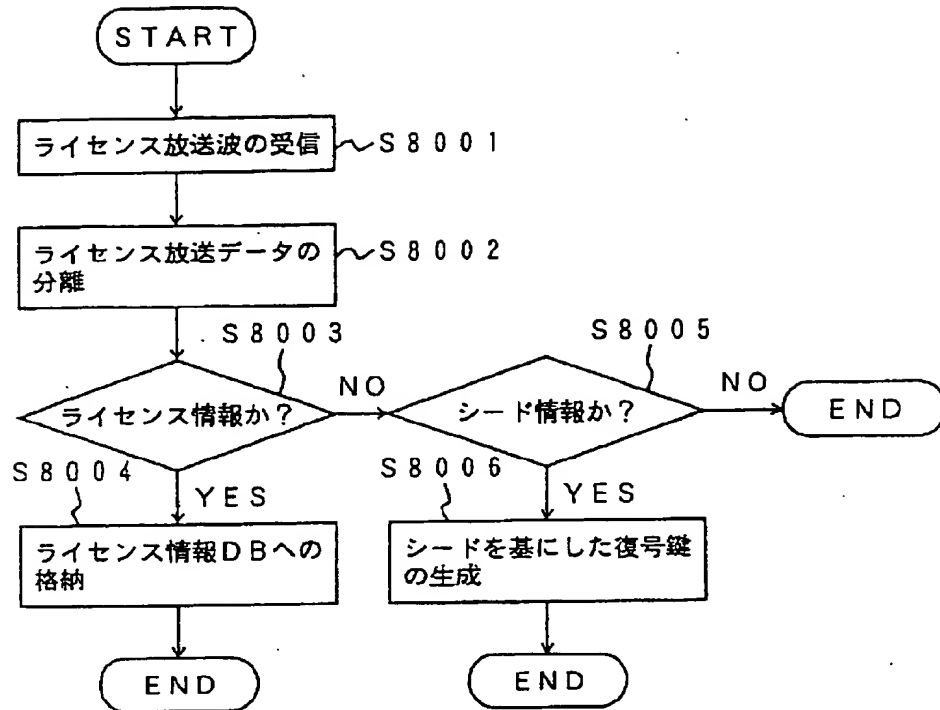 START
ライセンス放送波の受信
S8001
ライセンス放送データの
分離
S8002
S8003
ライセンス情報か?
NO
S8005
シード情報か?
NO
END
S8004
YES
ライセンス情報DBへの
格納
END
S8006
YES
シードを基にした復号鍵
の生成
END